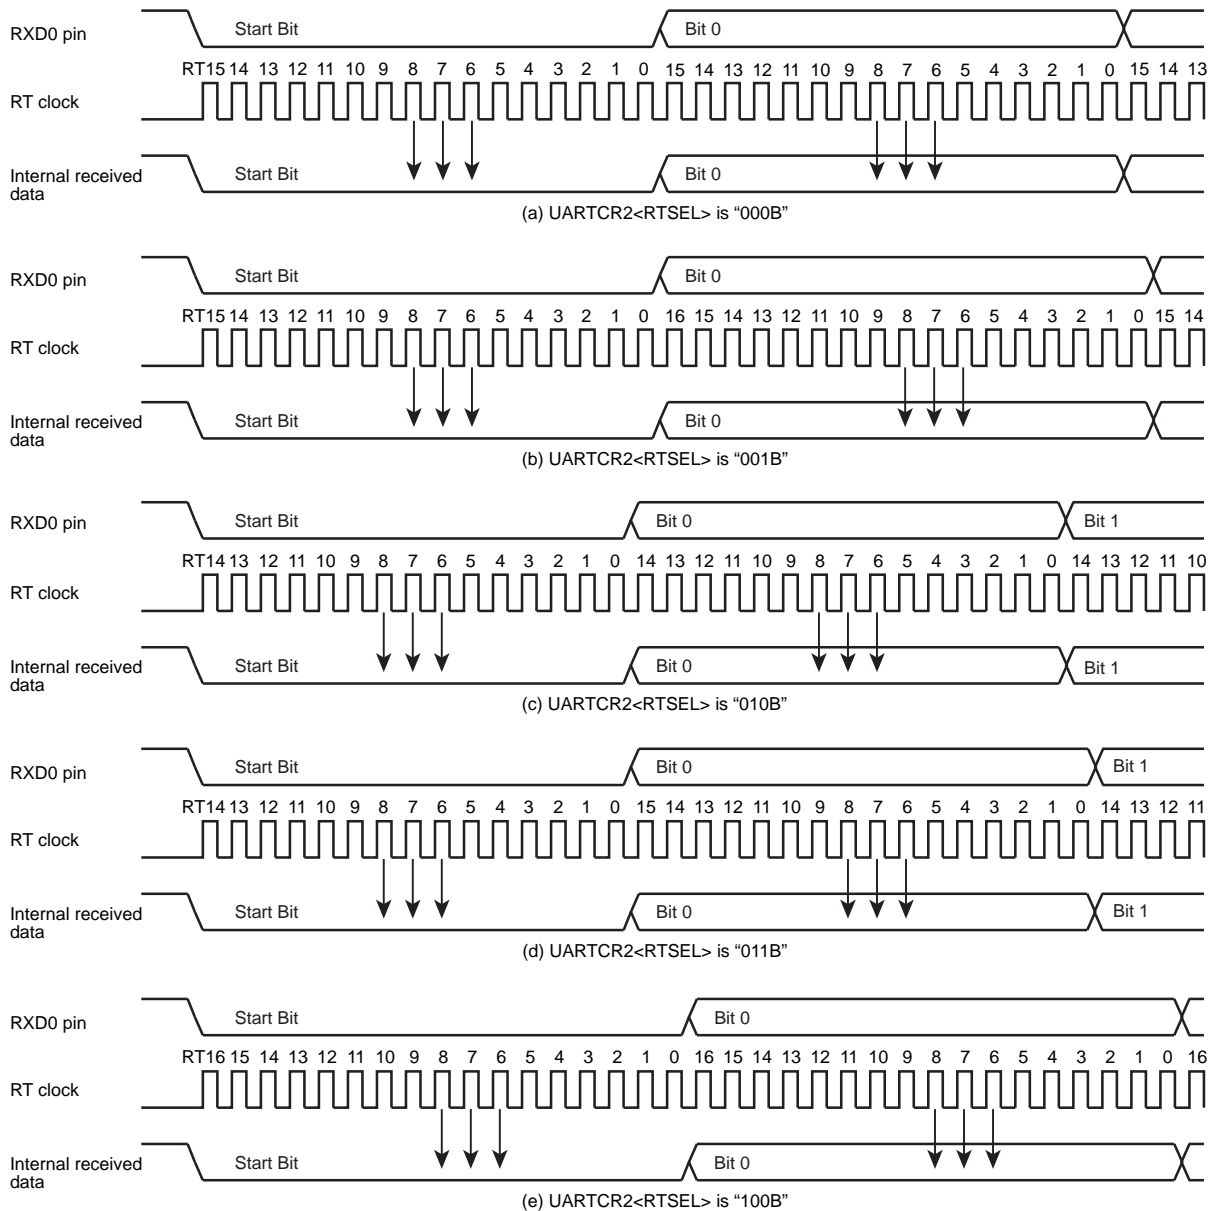 RXD0 pin Start Bit Bit 0
RT15 14 13 12 11 10 9 8 7 6 5 4 3 2 1 0 15 14 13 12 11 10 9 8 7 6 5 4 3 2 1 0 15 14 13
RT clock
Internal received data Start Bit Bit 0
(a) UARTCR2<RTSEL> is “000B”
RXD0 pin Start Bit Bit 0
RT15 14 13 12 11 10 9 8 7 6 5 4 3 2 1 0 16 15 14 13 12 11 10 9 8 7 6 5 4 3 2 1 0 15 14
RT clock
Internal received data Start Bit Bit 0
(b) UARTCR2<RTSEL> is “001B”
RXD0 pin Start Bit Bit 0 Bit 1
RT14 13 12 11 10 9 8 7 6 5 4 3 2 1 0 14 13 12 11 10 9 8 7 6 5 4 3 2 1 0 14 13 12 11 10
RT clock
Internal received data Start Bit Bit 0 Bit 1
(c) UARTCR2<RTSEL> is “010B”
RXD0 pin Start Bit Bit 0 Bit 1
RT14 13 12 11 10 9 8 7 6 5 4 3 2 1 0 15 14 13 12 11 10 9 8 7 6 5 4 3 2 1 0 14 13 12 11
RT clock
Internal received data Start Bit Bit 0 Bit 1
(d) UARTCR2<RTSEL> is “011B”
RXD0 pin Start Bit Bit 0
RT16 15 14 13 12 11 10 9 8 7 6 5 4 3 2 1 0 16 15 14 13 12 11 10 9 8 7 6 5 4 3 2 1 0 16
RT clock
Internal received data Start Bit Bit 0
(e) UARTCR2<RTSEL> is “100B”